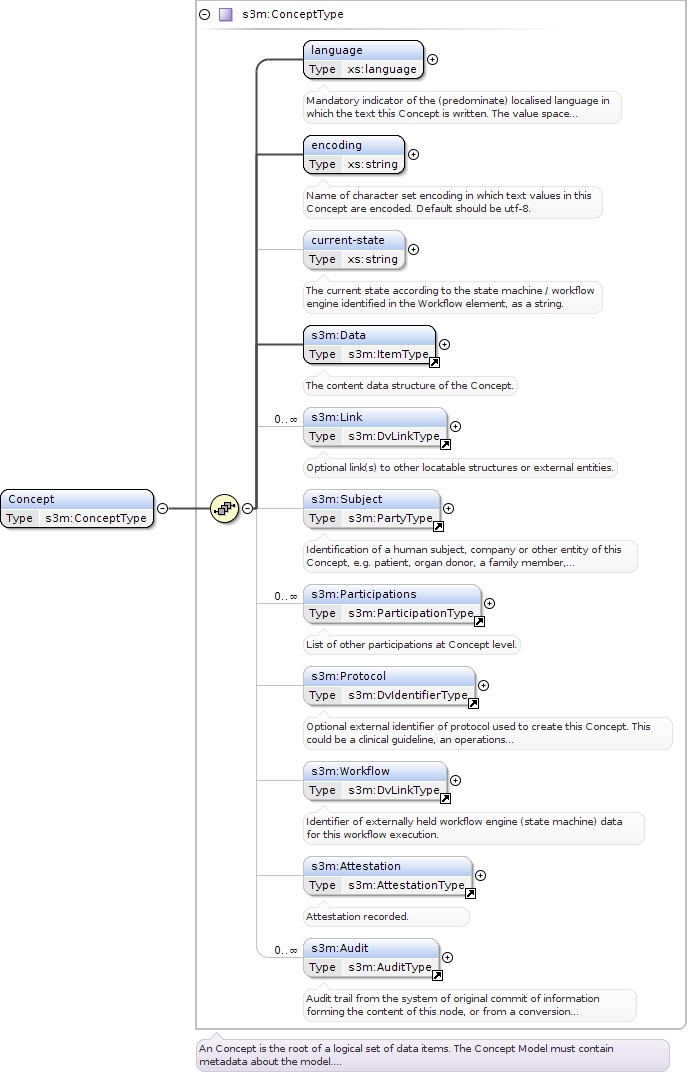 s3m:ConceptType
language
Type xs:language
Mandatory indicator of the (predominate) localised language in
which the text this Concept is written. The value space...
encoding
Type xs:string
Name of character set encoding in which text values in this
Concept are encoded. Default should be utf-8.
current-state
Type xs:string
The current state according to the state machine / workflow
engine identified in the Workflow element, as a string.
s3m:Data
Type s3m:ItemType
The content data structure of the Concept.
0..∞
s3m:Link
Type s3m:DvLinkType
Optional link(s) to other locatable structures or external entities.
Concept
Type s3m:ConceptType
s3m:Subject
Type s3m:PartyType
Identification of a human subject, company or other entity of this
Concept, e.g. patient, organ donor, a family member,...
0..∞
s3m:Participations
Type s3m:ParticipationType
List of other participations at Concept level.
s3m:Protocol
Type s3m:DvIdentifierType
Optional external identifier of protocol used to create this Concept. This
could be a clinical guideline, an operations...
s3m:Workflow
Type s3m:DvLinkType
Identifier of externally held workflow engine (state machine) data
for this workflow execution.
s3m:Attestation
Type s3m:AttestationType
Attestation recorded.
0..∞
s3m:Audit
Type s3m:AuditType
Audit trail from the system of original commit of information
forming the content of this node, or from a conversion...
An Concept is the root of a logical set of data items. The Concept Model must contain
metadata about the model....